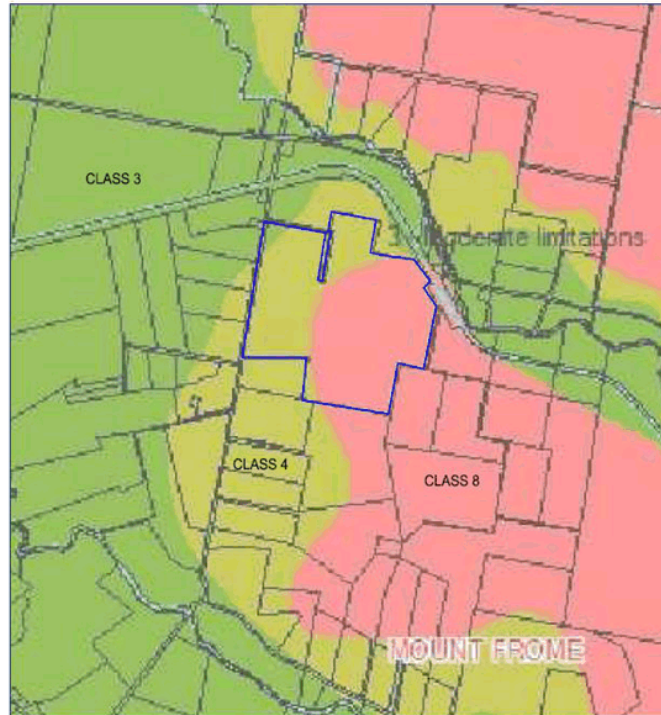 CLASS 3
3 - Moderate limitations
CLASS 4
CLASS 8
MOUNT FROME